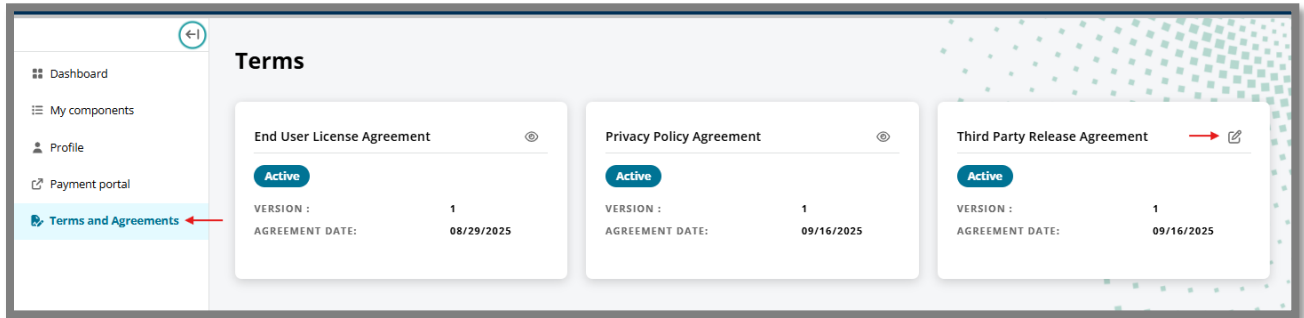 Dashboard
My components
Profile
Payment portal
Terms and Agreements
Terms
End User License Agreement
Active
VERSION : 1
AGREEMENT DATE: 08/29/2025
Privacy Policy Agreement
Active
VERSION : 1
AGREEMENT DATE: 09/16/2025
Third Party Release Agreement
Active
VERSION : 1
AGREEMENT DATE: 09/16/2025